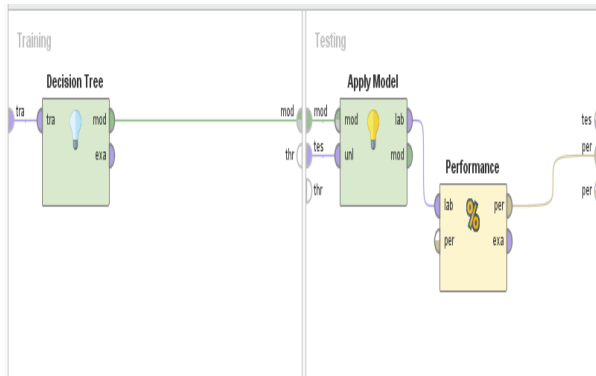 Training
Testing
Decision Tree
Apply Model
tra
tra
mod
mod
mod
mod
lab
tes
exa
thr
tes
unl
mod
per
thr
Performance
per
lab
per
%
per
exa